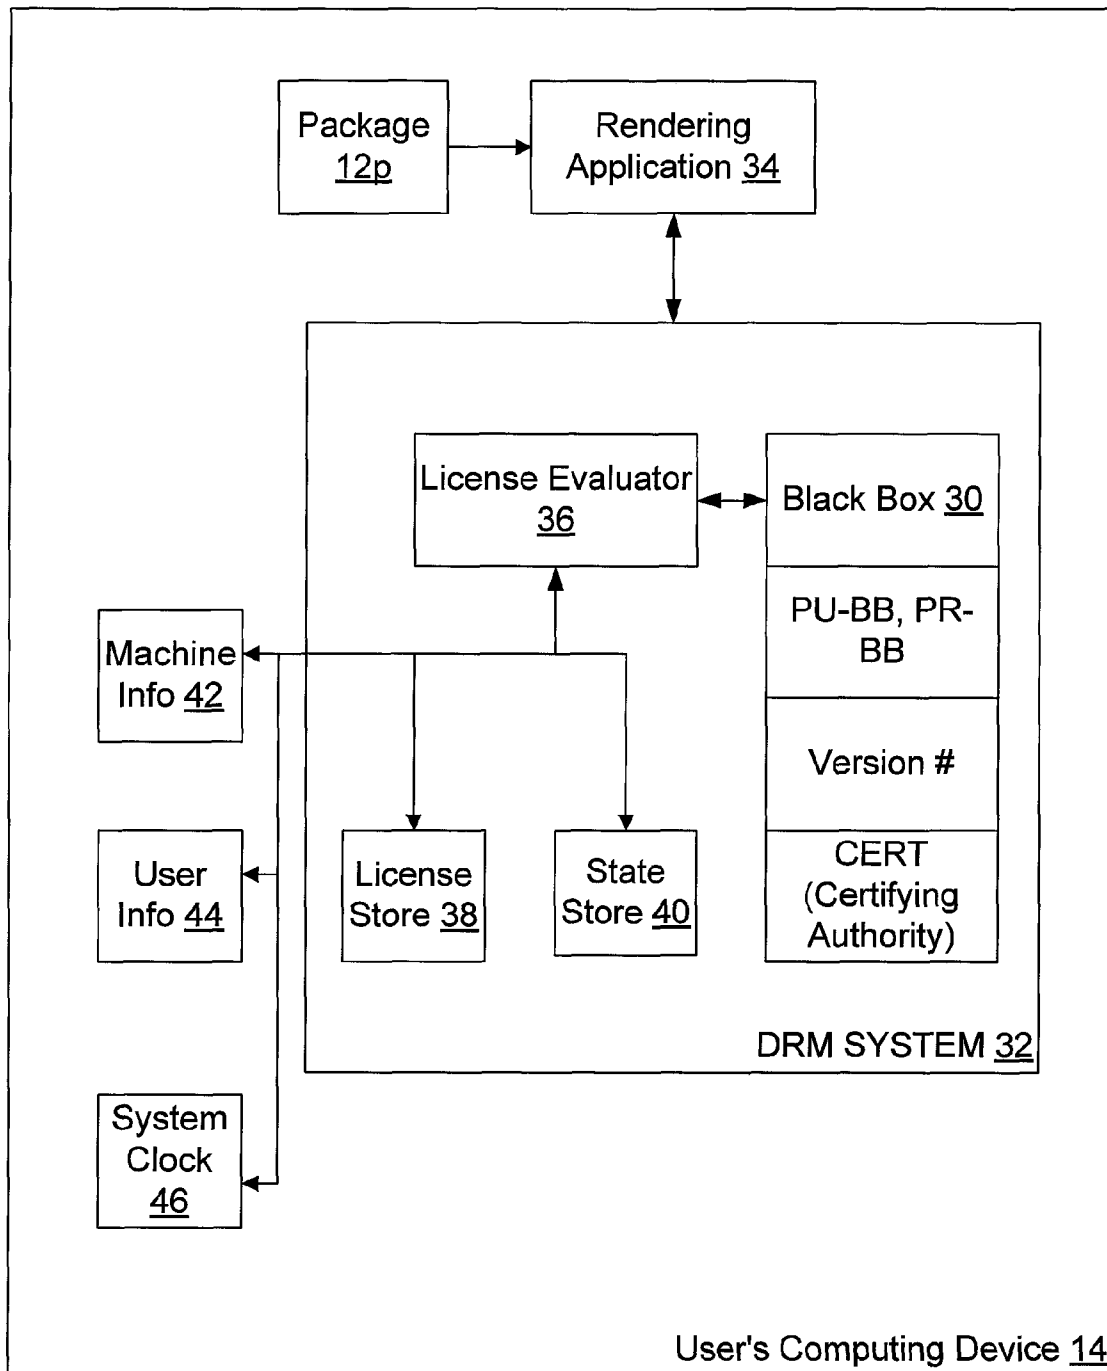 Package
12p
Rendering
Application 34
License Evaluator
36
Black Box 30
PU-BB, PR-
BB
Version #
CERT
(Certifying
Authority)
Machine
Info 42
User
Info 44
System
Clock
46
License
Store 38
State
Store 40
DRM SYSTEM 32
User's Computing Device 14